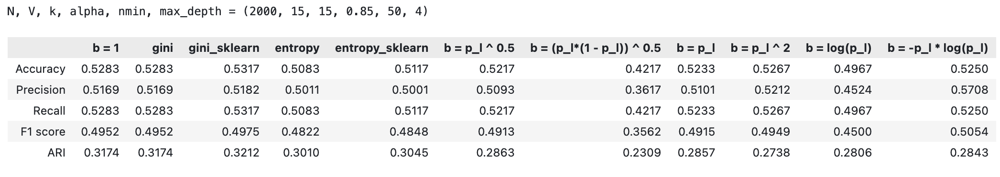 N, V, k, alpha, nmin, max_depth = (2000, 15, 15, 0.85, 50, 4)
b = 1 gini gini_sklearn entropy entropy_sklearn b = p_l ^ 0.5 b = (p_l*(1 - p_l)) ^ 0.5 b = p_l b = p_l ^ 2 b = log(p_l) b = -p_l * log(p_l)
Accuracy 0.5283 0.5283 0.5317 0.5083 0.5117 0.5217 0.4217 0.5233 0.5267 0.4967 0.5250
Precision 0.5169 0.5169 0.5182 0.5011 0.5001 0.5093 0.3617 0.5101 0.5212 0.4524 0.5708
Recall 0.5283 0.5283 0.5317 0.5083 0.5117 0.5217 0.4217 0.5233 0.5267 0.4967 0.5250
F1 score 0.4952 0.4952 0.4975 0.4822 0.4848 0.4913 0.3562 0.4915 0.4949 0.4500 0.5054
ARI 0.3174 0.3174 0.3212 0.3010 0.3045 0.2863 0.2309 0.2857 0.2738 0.2806 0.2843